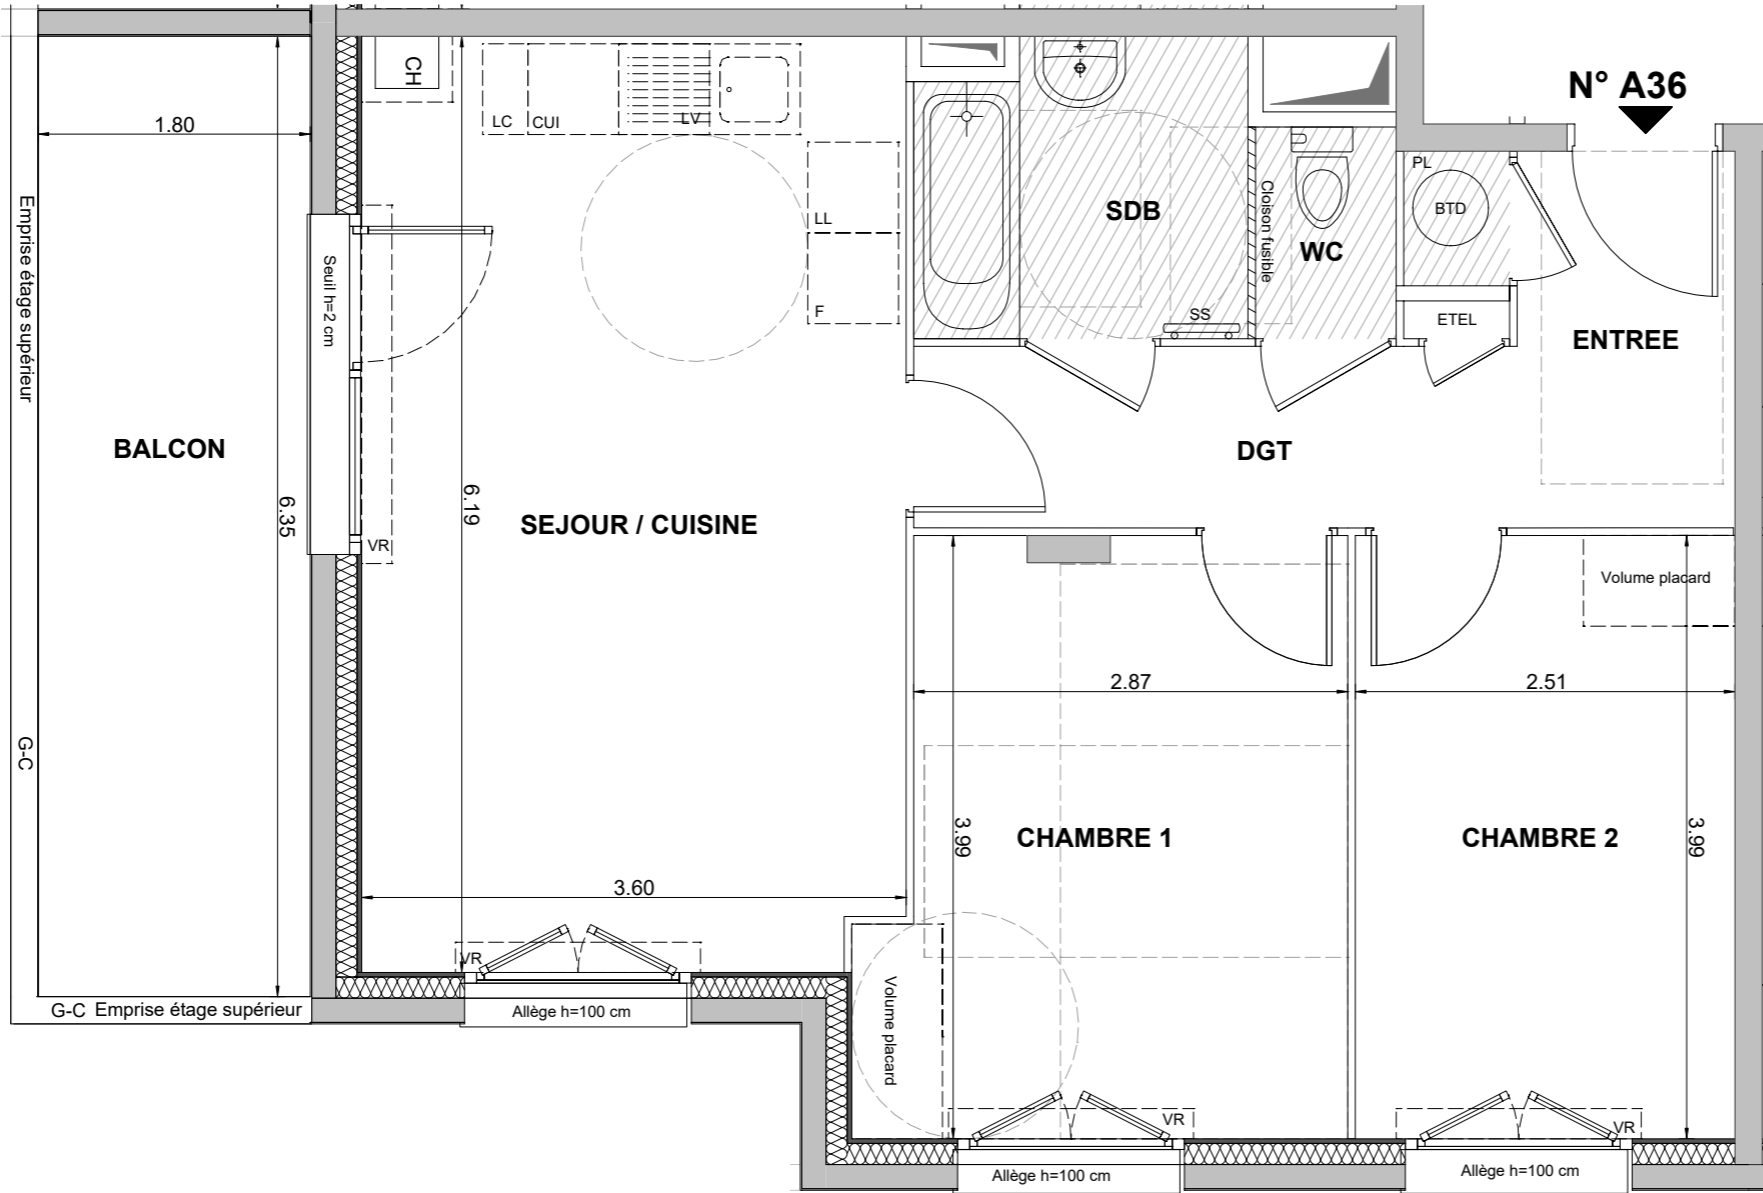 N° A36
CH
LC
CUI
LV
1.80
PL
BTD
LL
SDB
Cloison fusible
WC
Emprise étage supérieur
Seuil h=2 cm
F
SS
ETEL
ENTREE
BALCON
DGT
6.35
6.19
SEJOUR / CUISINE
VR
Volume placard
2.87
2.51
G-C
3.99
CHAMBRE 1
CHAMBRE 2
3.99
3.60
VR
G-C Emprise étage supérieur
Allège h=100 cm
Volume placard
VR
VR
Allège h=100 cm
Allège h=100 cm